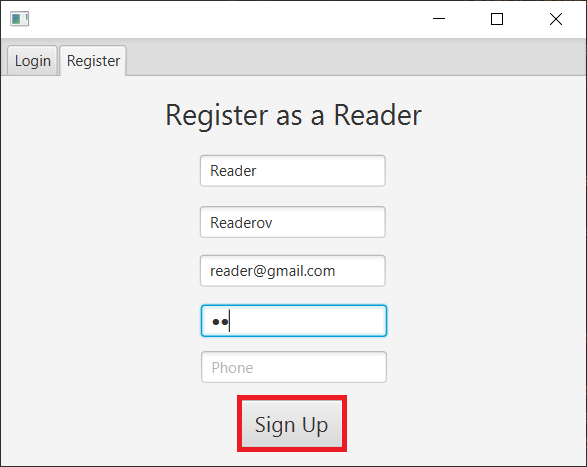 Login Register
Register as a Reader
Reader
Readerov
reader@gmail.com
●●
Phone
Sign Up